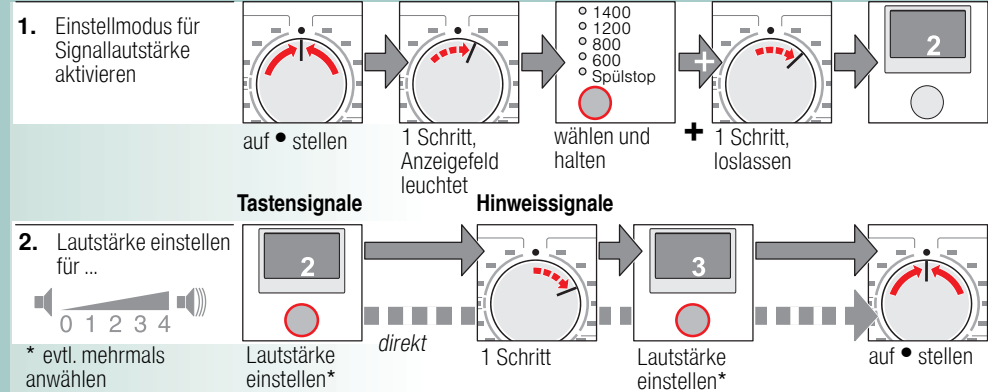 1. Einstellmodus für
Signallautstärke
aktivieren
auf ● stellen
1 Schritt,
Anzeigefeld
leuchtet
1400
1200
800
600
Spülstop
wählen und
halten
+
+
1 Schritt,
loslassen
2
Tastensignale
Hinweissignale
2. Lautstärke einstellen
für ...
0 1 2 3 4
* evtl. mehrmals
anwählen
2
Lautstärke
einstellen*
direkt
1 Schritt
3
Lautstärke
einstellen*
auf ● stellen